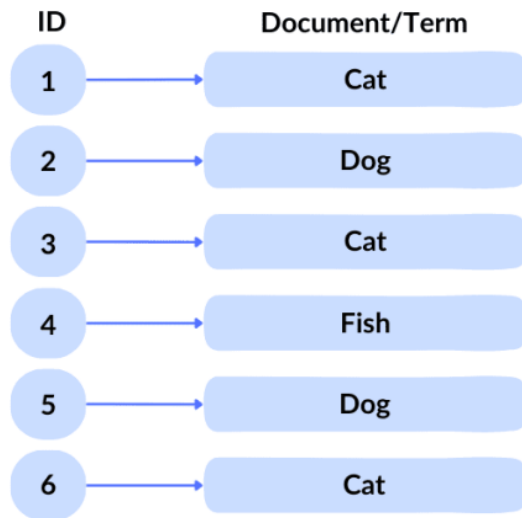 ID Document/Term
1 Cat
2 Dog
3 Cat
4 Fish
5 Dog
6 Cat